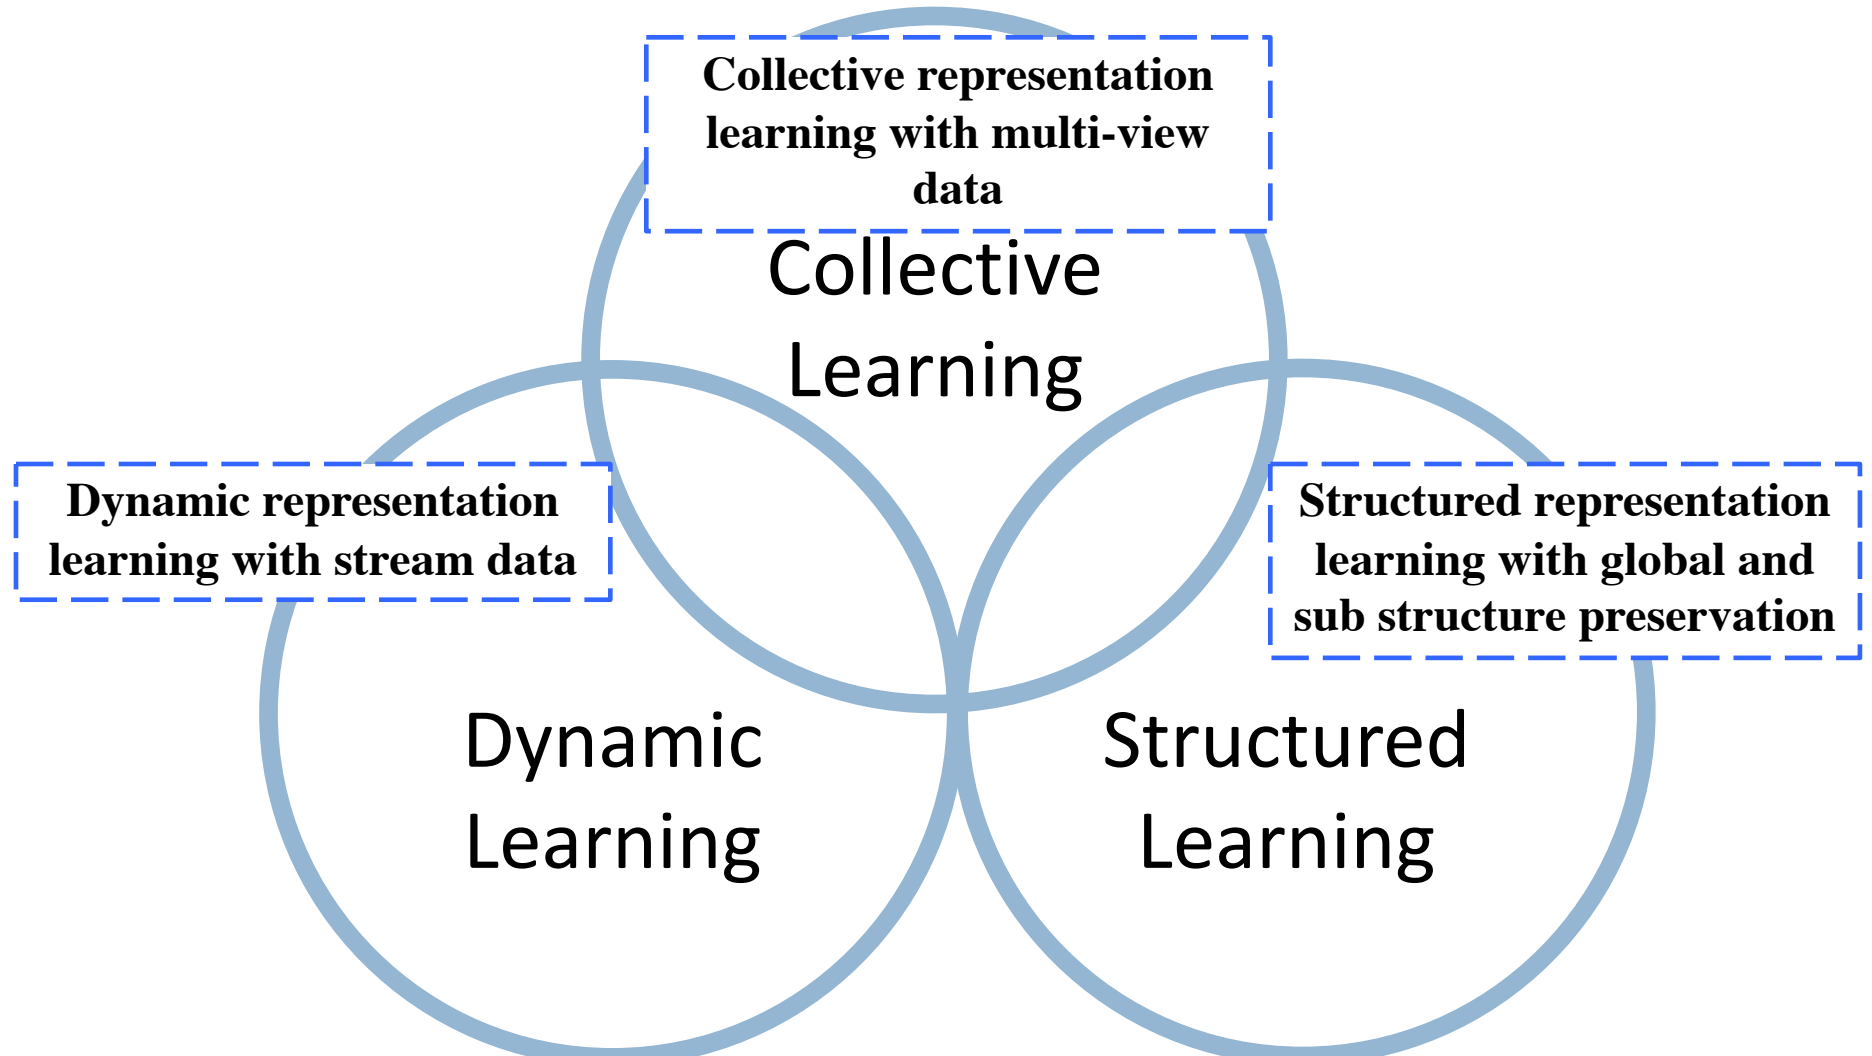 Collective representation
learning with multi-view
data
Collective
Learning
Dynamic representation
learning with stream data
Structured representation
learning with global and
sub structure preservation
Dynamic
Learning
Structured
Learning